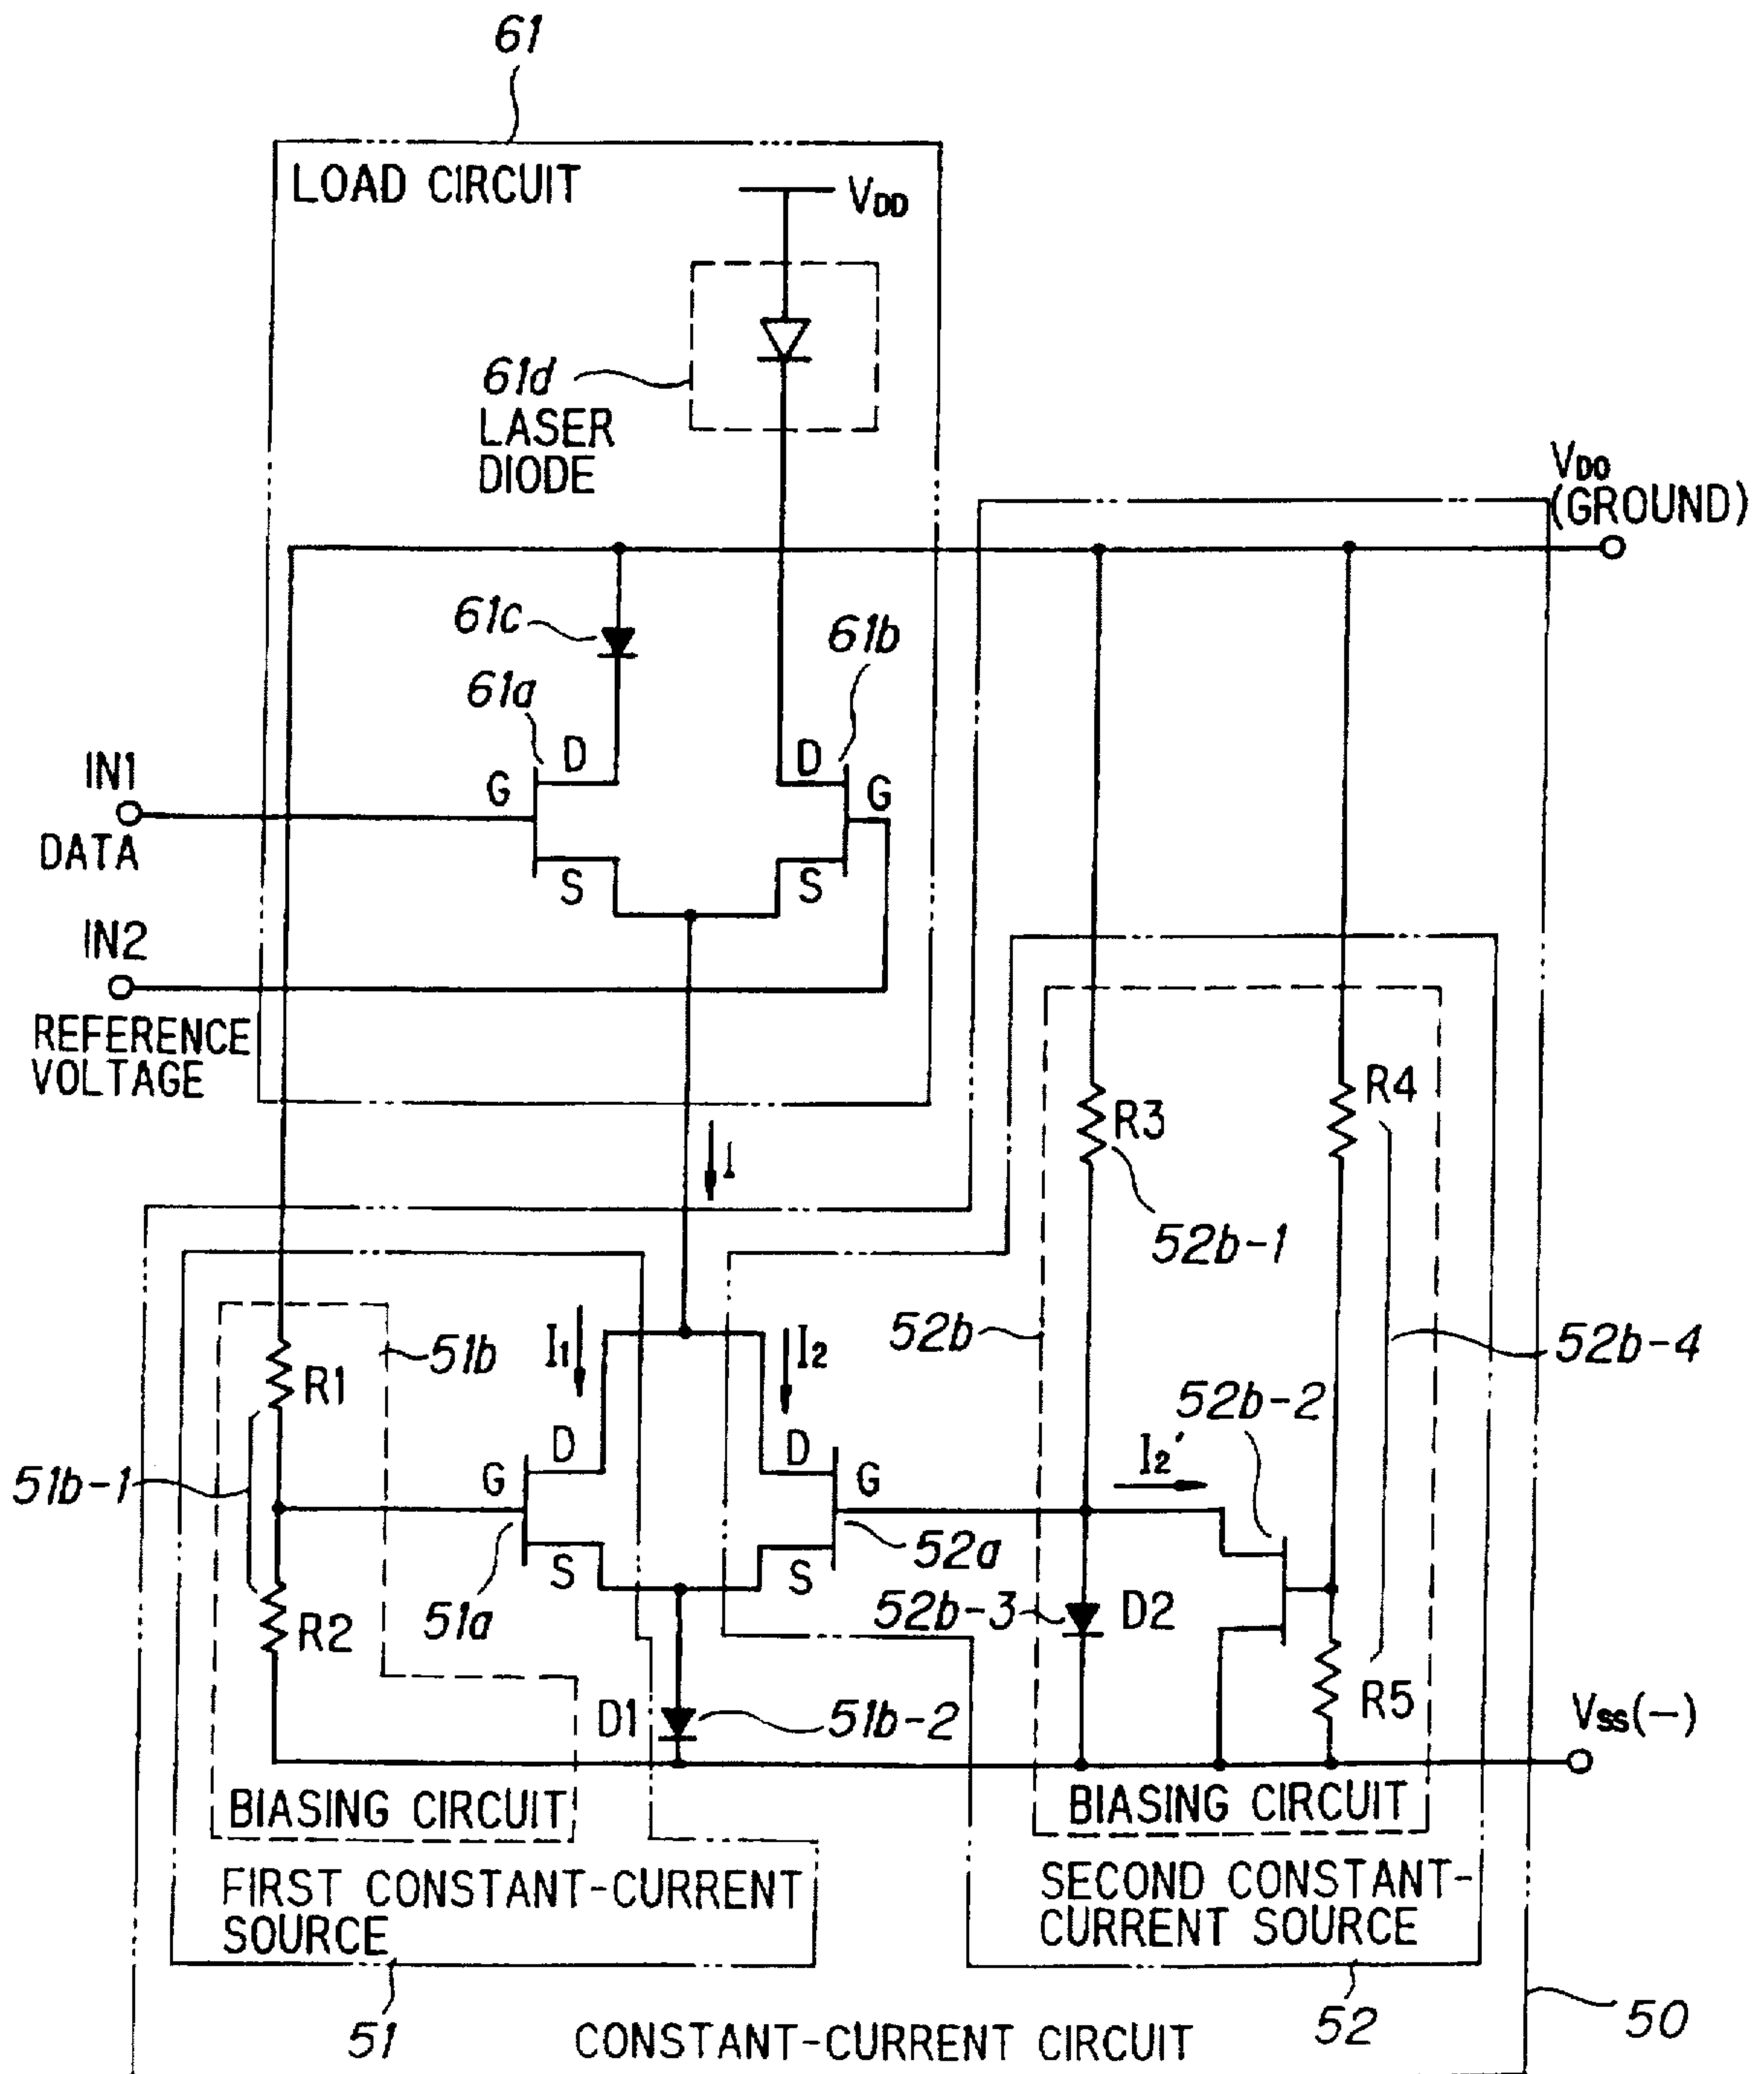 61
LOAD CIRCUIT
VDD
61d
LASER
DIODE
VDO
(GROUND)
61c
61b
61a
D
D
IN1
G
G
DATA
S
S
IN2
REFERENCE
VOLTAGE
R4
R3
I
52b-1
52b
I1
I2
51b
52b-4
R1
52b-2
D
D
I2'
51b-1
G
G
52a
S
S
51a
52b-3
D2
R2
R5
D1
51b-2
VSS(-)
BIASING CIRCUIT
BIASING CIRCUIT
FIRST CONSTANT-CURRENT
SOURCE
SECOND CONSTANT-
CURRENT SOURCE
51
52
50
CONSTANT-CURRENT CIRCUIT